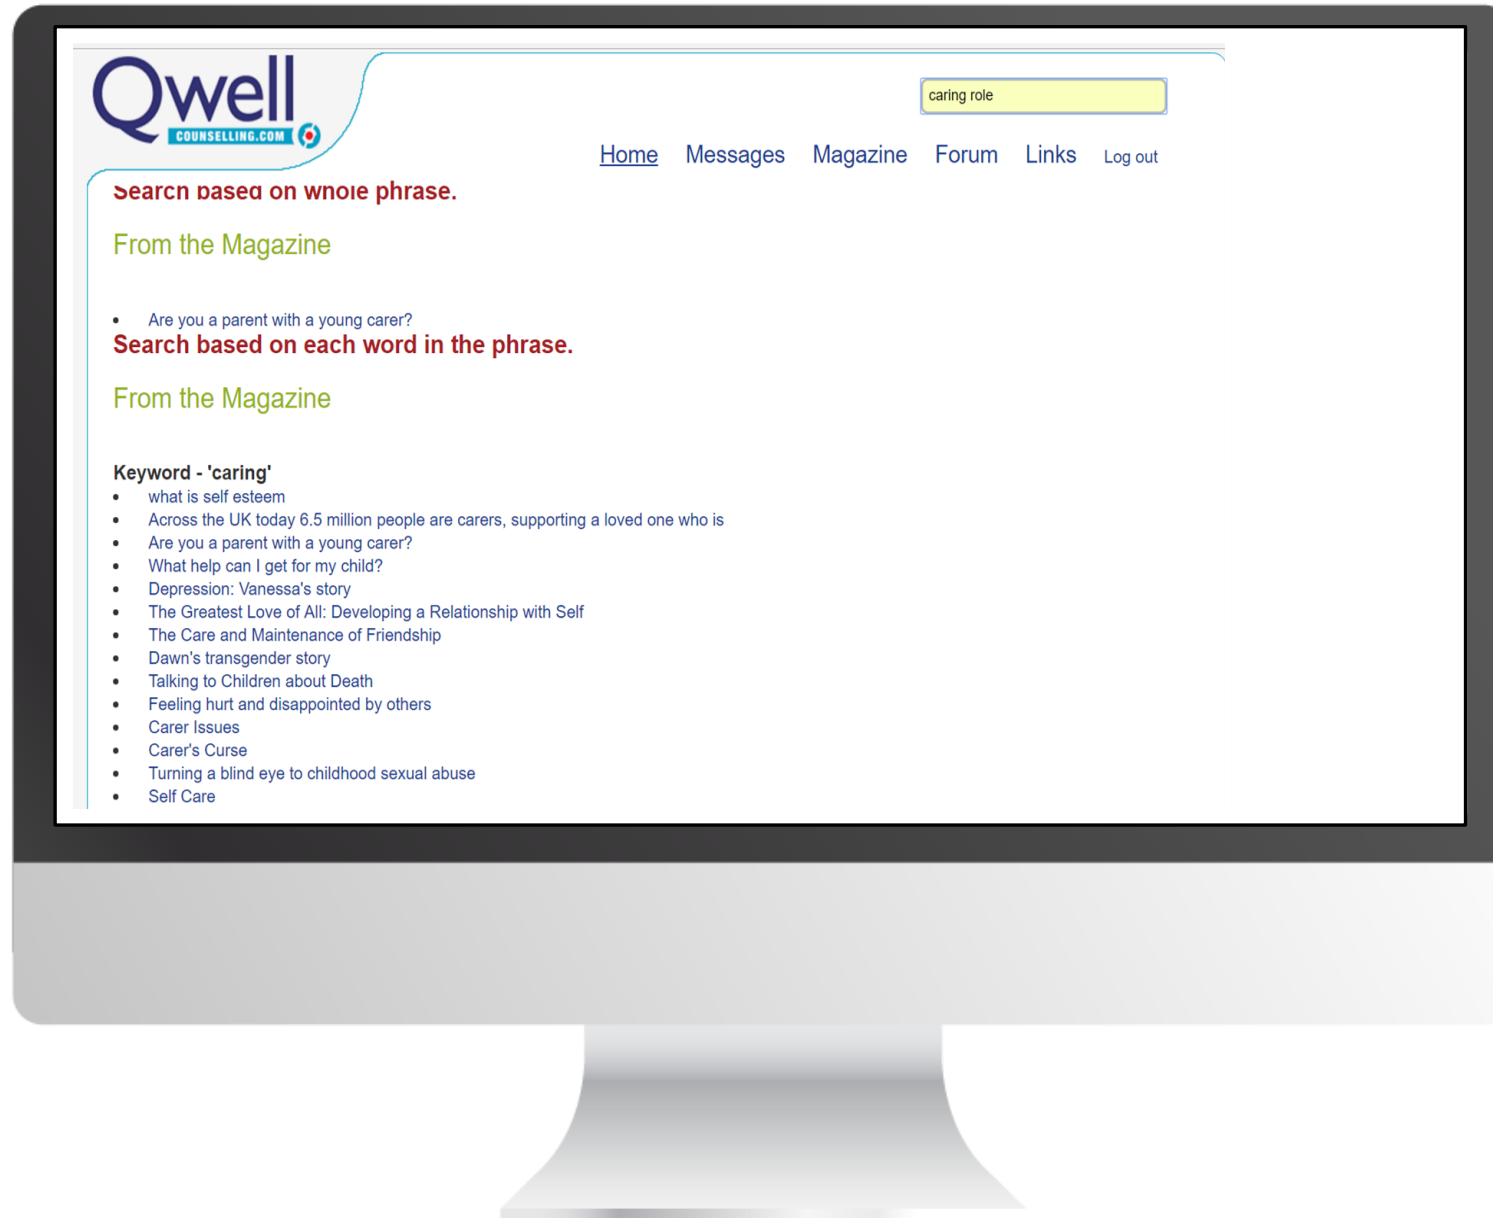 Qwell
COUNSELLING.COM
caring role
Home Messages Magazine Forum Links Log out
Search based on whole phrase.
From the Magazine
• Are you a parent with a young carer?
Search based on each word in the phrase.
From the Magazine
Keyword - 'caring'
• what is self esteem
• Across the UK today 6.5 million people are carers, supporting a loved one who is
• Are you a parent with a young carer?
• What help can I get for my child?
• Depression: Vanessa's story
• The Greatest Love of All: Developing a Relationship with Self
• The Care and Maintenance of Friendship
• Dawn's transgender story
• Talking to Children about Death
• Feeling hurt and disappointed by others
• Carer Issues
• Carer's Curse
• Turning a blind eye to childhood sexual abuse
• Self Care